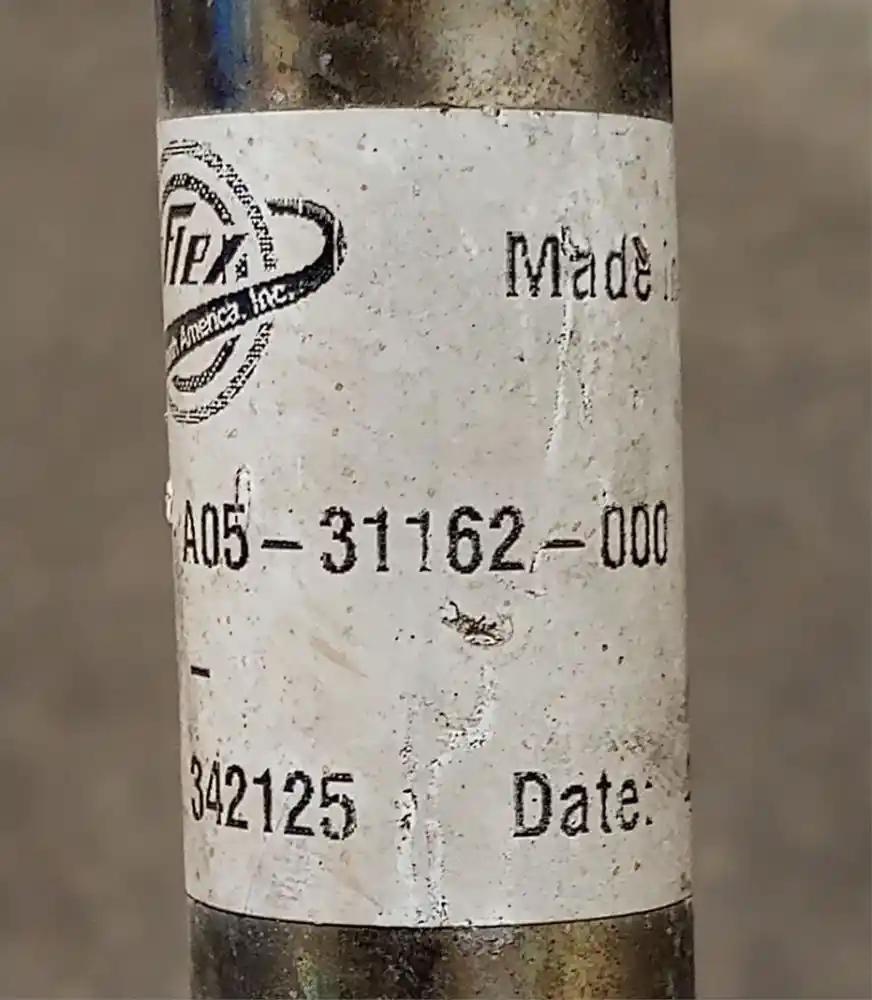 Flex
America, Inc.
Made
A05-31162-000
-
342125
Date: